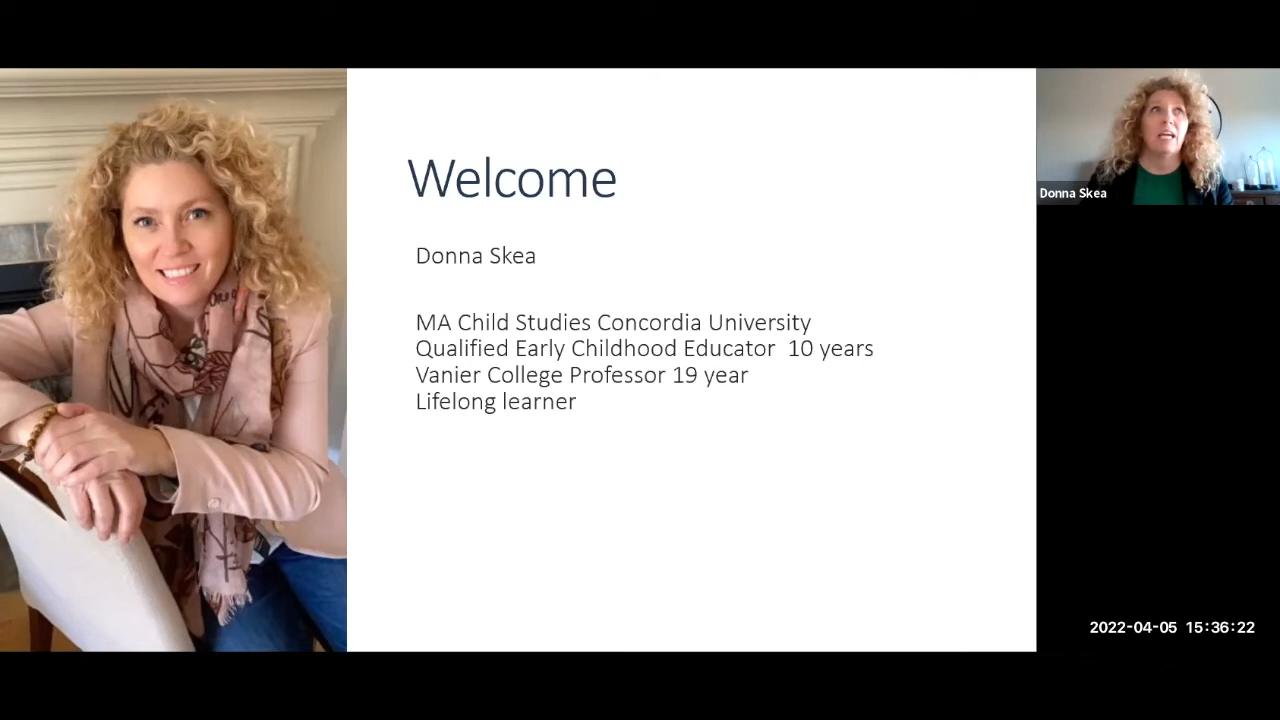 Welcome
Donna Skea
MA Child Studies Concordia University
Qualified Early Childhood Educator  10 years
Vanier College Professor 19 year
Lifelong learner
Donna Skea
2022-04-05 15:36:22